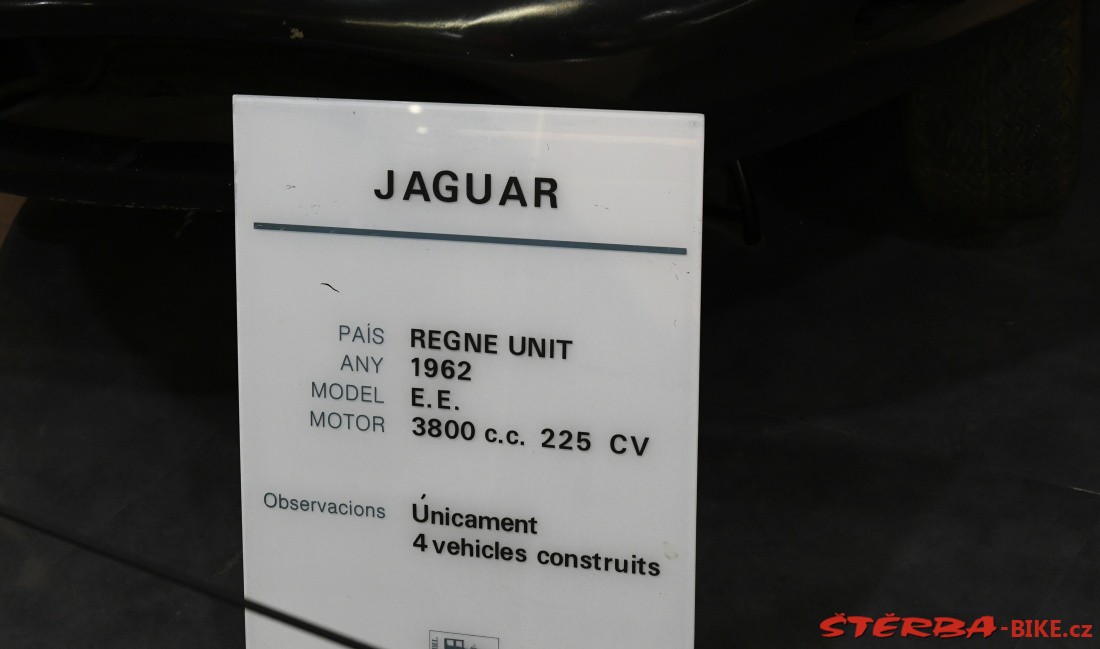 JAGUAR
PAÍS REGNE UNIT
ANY 1962
MODEL E.E.
MOTOR 3800 c.c. 225 CV
Observacions Únicament
4 vehicles construits
ŠTĚRBA-BIKE.cz